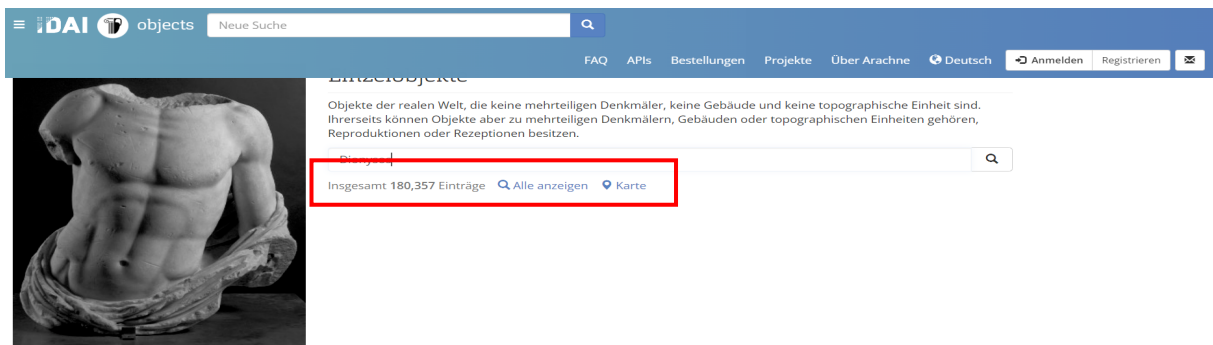 iDAI objects Neue Suche
FAQ APIs Bestellungen Projekte Über Arachne Deutsch Anmelden Registrieren
Einzelobjekte
Objekte der realen Welt, die keine mehrteiligen Denkmäler, keine Gebäude und keine topographische Einheit sind.
Ihrerseits können Objekte aber zu mehrteiligen Denkmälern, Gebäuden oder topographischen Einheiten gehören,
Reproduktionen oder Rezeptionen besitzen.
Insgesamt 180,357 Einträge Alle anzeigen Karte